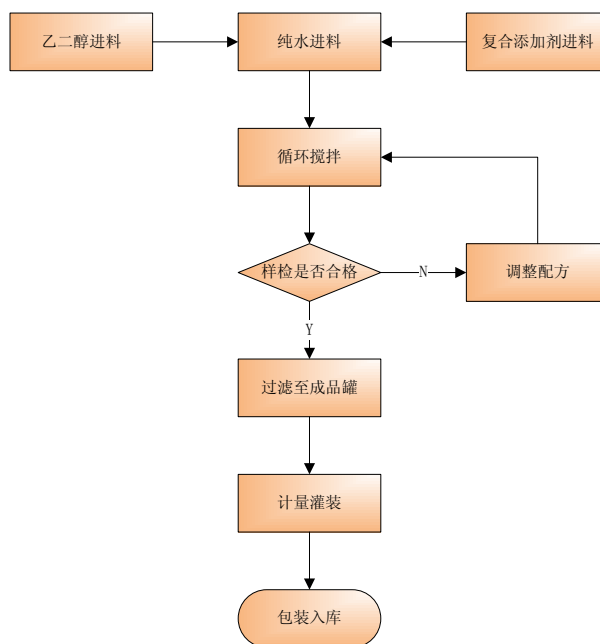 乙二醇进料
纯水进料
复合添加剂进料
循环搅拌
样检是否合格
N
调整配方
Y
过滤至成品罐
计量灌装
包装入库